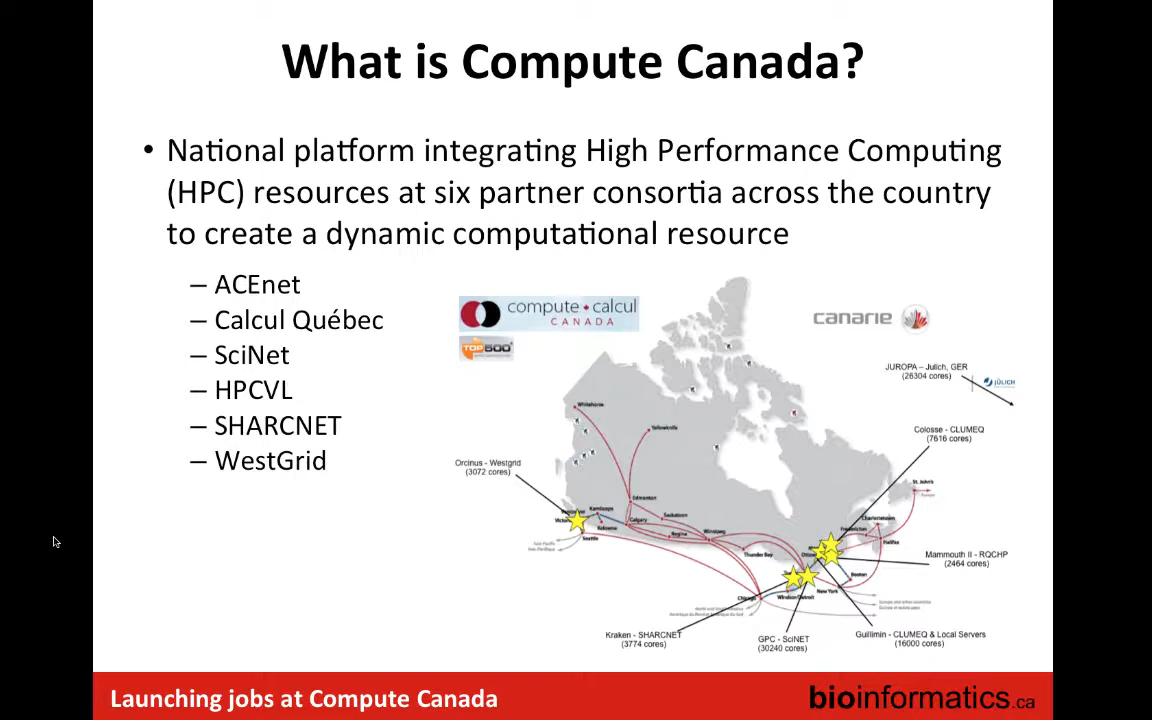 What is Compute Canada?
• National platform integrating High Performance Computing
(HPC) resources at six partner consortia across the country
to create a dynamic computational resource
– ACEnet
– Calcul Québec
– SciNet
– HPCVL
– SHARCNET
– WestGrid
compute • calcul
CANADA
TOP500
canarie
JUROPA – Julich, GER
(26304 cores)
JÜLICH
Colosse - CLUMEQ
(7616 cores)
Whitehorse
Yellowknife
Orcinus - Westgrid
(3072 cores)
St. John's
Edmonton
Kamloops
Victoria
Kelowna
Calgary
Saskatoon
Regina
Winnipeg
Seattle
Thunder Bay
Ottawa
Charlottetown
Fredericton
Halifax
Boston
New York
Chicago
Windsor/Detroit
Mammouth II - RQCHP
(2464 cores)
Kraken - SHARCNET
(3774 cores)
GPC - SciNET
(30240 cores)
Guillimin - CLUMEQ & Local Servers
(16000 cores)
Launching jobs at Compute Canada
bioinformatics.ca